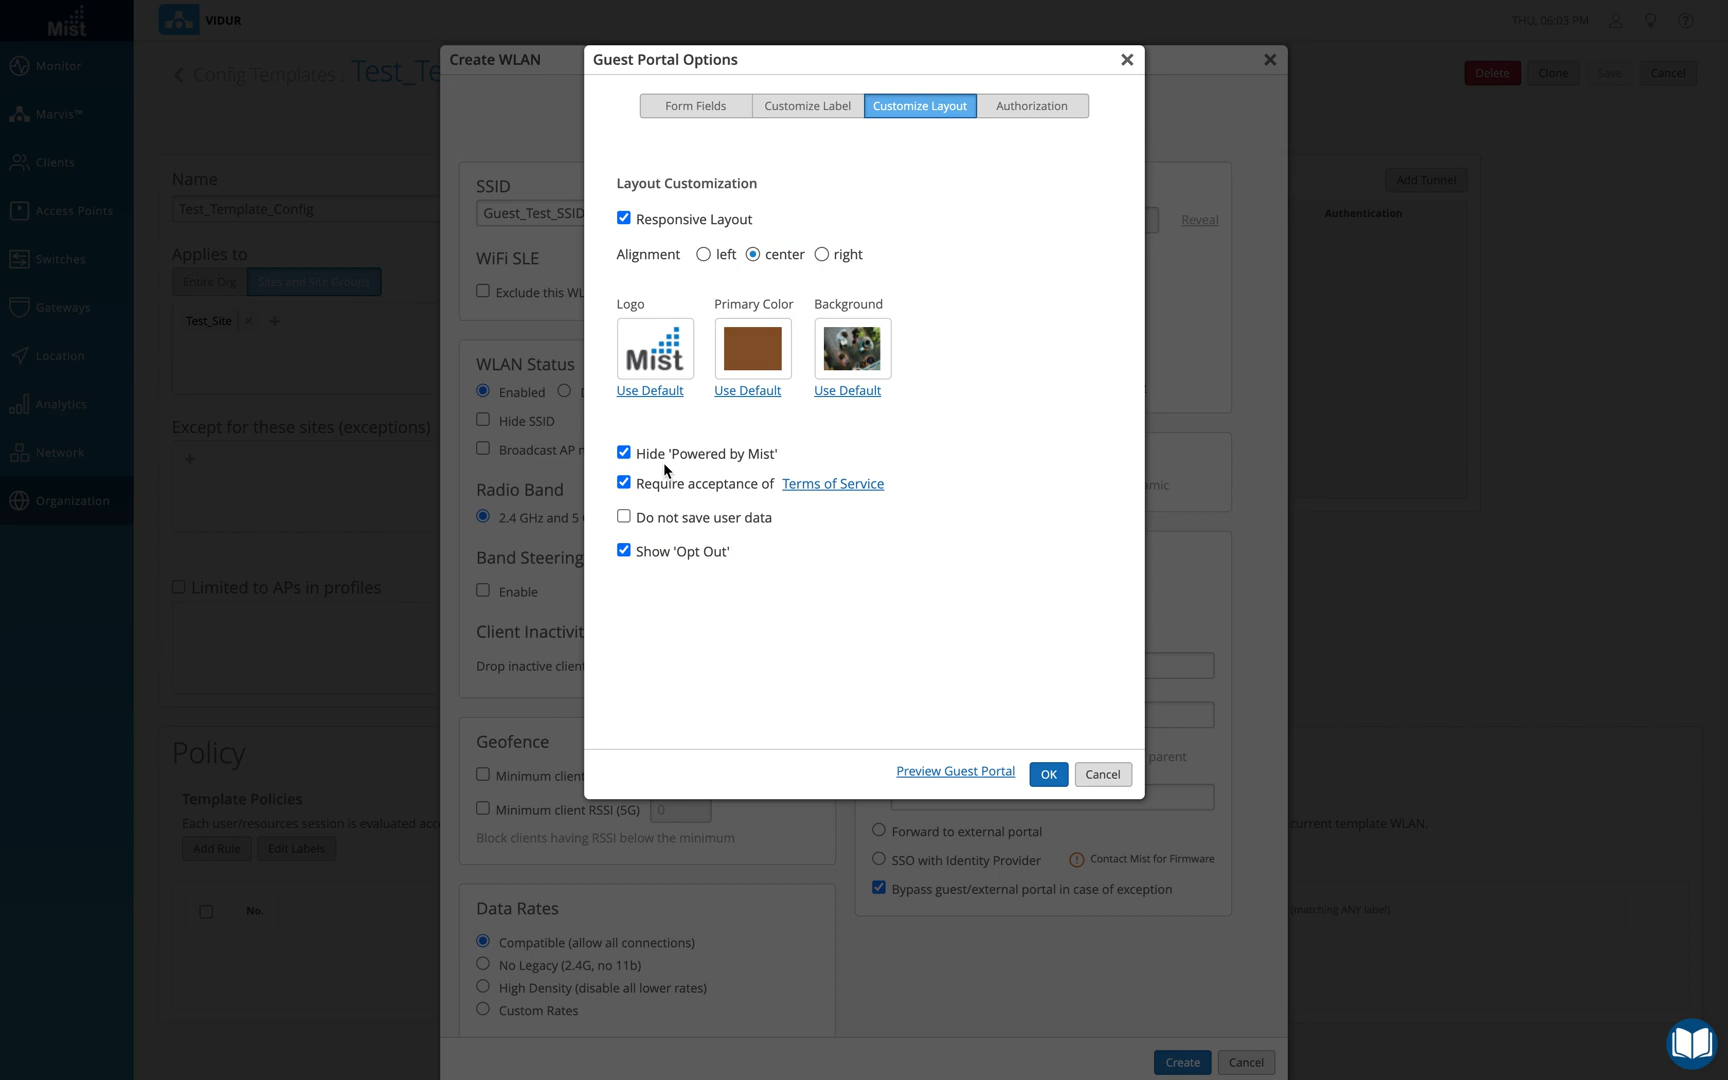 Mist
VIDUR
THU, 06:03 PM
Monitor
Marvis™
Clients
Access Points
Switches
Gateways
Location
Analytics
Network
Organization
Config Templates : Test_Te
Delete
Clone
Save
Cancel
Name
Test_Template_Config
Applies to
Entire Org
Sites and Site Groups
Test_Site
Except for these sites (exceptions)
Limited to APs in profiles
Policy
Template Policies
Each user/resources session is evaluated acc
current template WLAN.
Add Rule
Edit Labels
No.
(matching ANY label)
Add Tunnel
Authentication
Create WLAN
SSID
Guest_Test_SSID
Reveal
WiFi SLE
Exclude this WL
WLAN Status
Enabled
Hide SSID
Broadcast AP n
Radio Band
2.4 GHz and 5
Band Steering
Enable
Client Inactivit
Drop inactive client
Geofence
Minimum client
Minimum client RSSI (5G)
0
Block clients having RSSI below the minimum
Data Rates
Compatible (allow all connections)
No Legacy (2.4G, no 11b)
High Density (disable all lower rates)
Custom Rates
amic
parent
Forward to external portal
SSO with Identity Provider
Contact Mist for Firmware
Bypass guest/external portal in case of exception
Create
Cancel
Guest Portal Options
Form Fields
Customize Label
Customize Layout
Authorization
Layout Customization
Responsive Layout
Alignment left center right
Logo
Primary Color
Background
Mist
Use Default
Use Default
Use Default
Hide 'Powered by Mist'
Require acceptance of Terms of Service
Do not save user data
Show 'Opt Out'
Preview Guest Portal
OK
Cancel